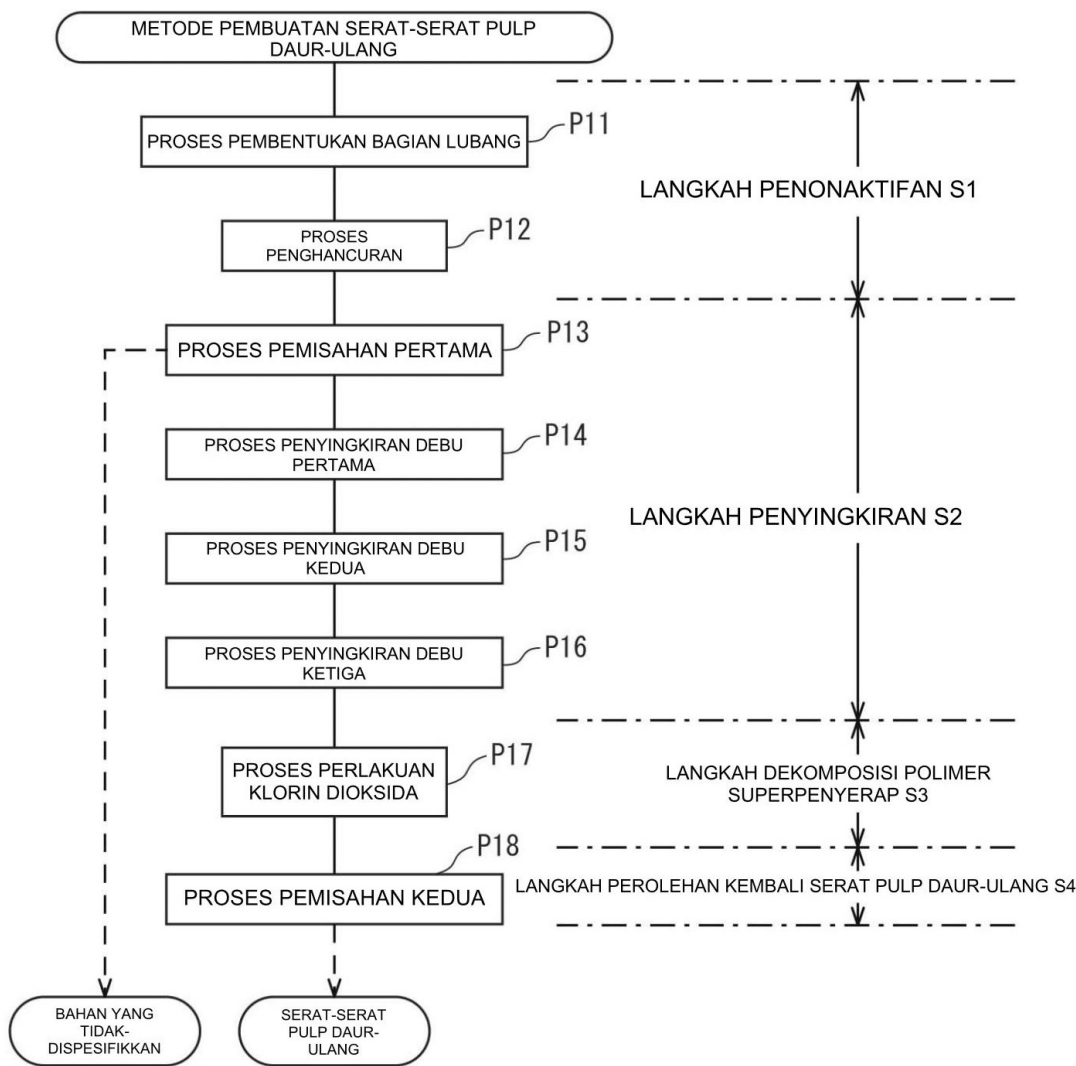 METODE PEMBUATAN SERAT-SERAT PULP
DAUR-ULANG
PROSES PEMBENTUKAN BAGIAN LUBANG
P11
LANGKAH PENONAKTIFAN S1
PROSES
PENGHANCURAN
P12
PROSES PEMISAHAN PERTAMA
P13
PROSES PENYINGKIRAN DEBU
PERTAMA
P14
LANGKAH PENYINGKIRAN S2
PROSES PENYINGKIRAN DEBU
KEDUA
P15
PROSES PENYINGKIRAN DEBU
KETIGA
P16
PROSES PERLAKUAN
KLORIN DIOKSIDA
P17
LANGKAH DEKOMPOSISI POLIMER
SUPERPENYERAP S3
P18
PROSES PEMISAHAN KEDUA
LANGKAH PEROLEHAN KEMBALI SERAT PULP DAUR-ULANG S4
BAHAN YANG
TIDAK-
DISPESIFIKKAN
SERAT-SERAT
PULP DAUR-
ULANG